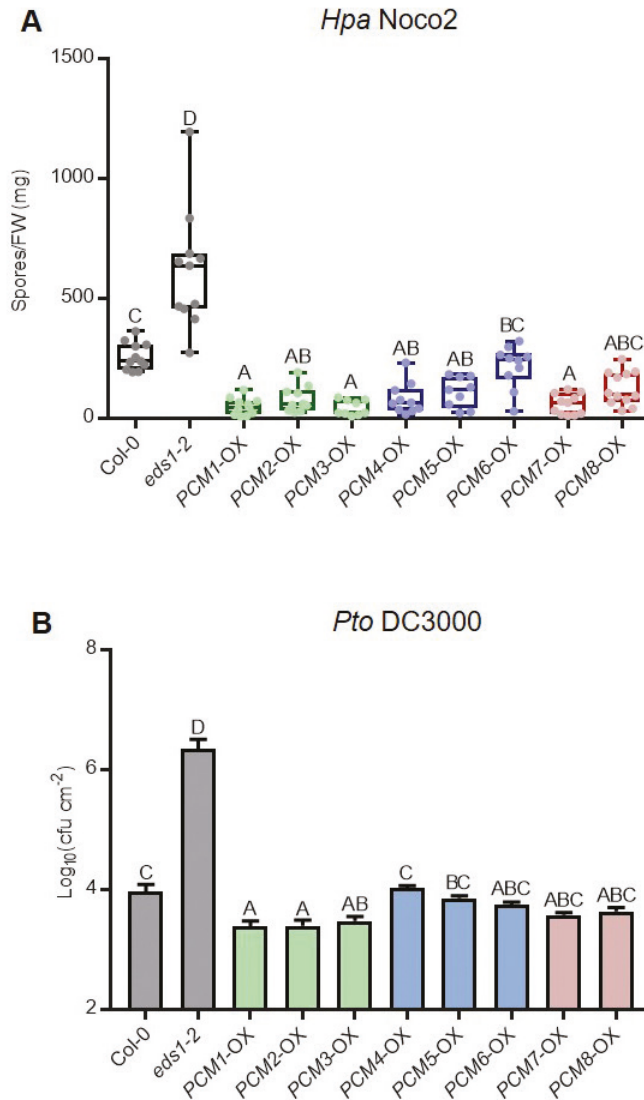 A
Hpa Noco2
Spores/FW (mg)
1500
1000
500
0
C
D
A
AB
A
AB
AB
BC
A
ABC
Col-0
eds1-2
PCM1-OX
PCM2-OX
PCM3-OX
PCM4-OX
PCM5-OX
PCM6-OX
PCM7-OX
PCM8-OX
B
Pto DC3000
Log10(cfu cm-2)
8
6
4
2
C
D
A
A
AB
C
BC
ABC
ABC
ABC
Col-0
eds1-2
PCM1-OX
PCM2-OX
PCM3-OX
PCM4-OX
PCM5-OX
PCM6-OX
PCM7-OX
PCM8-OX